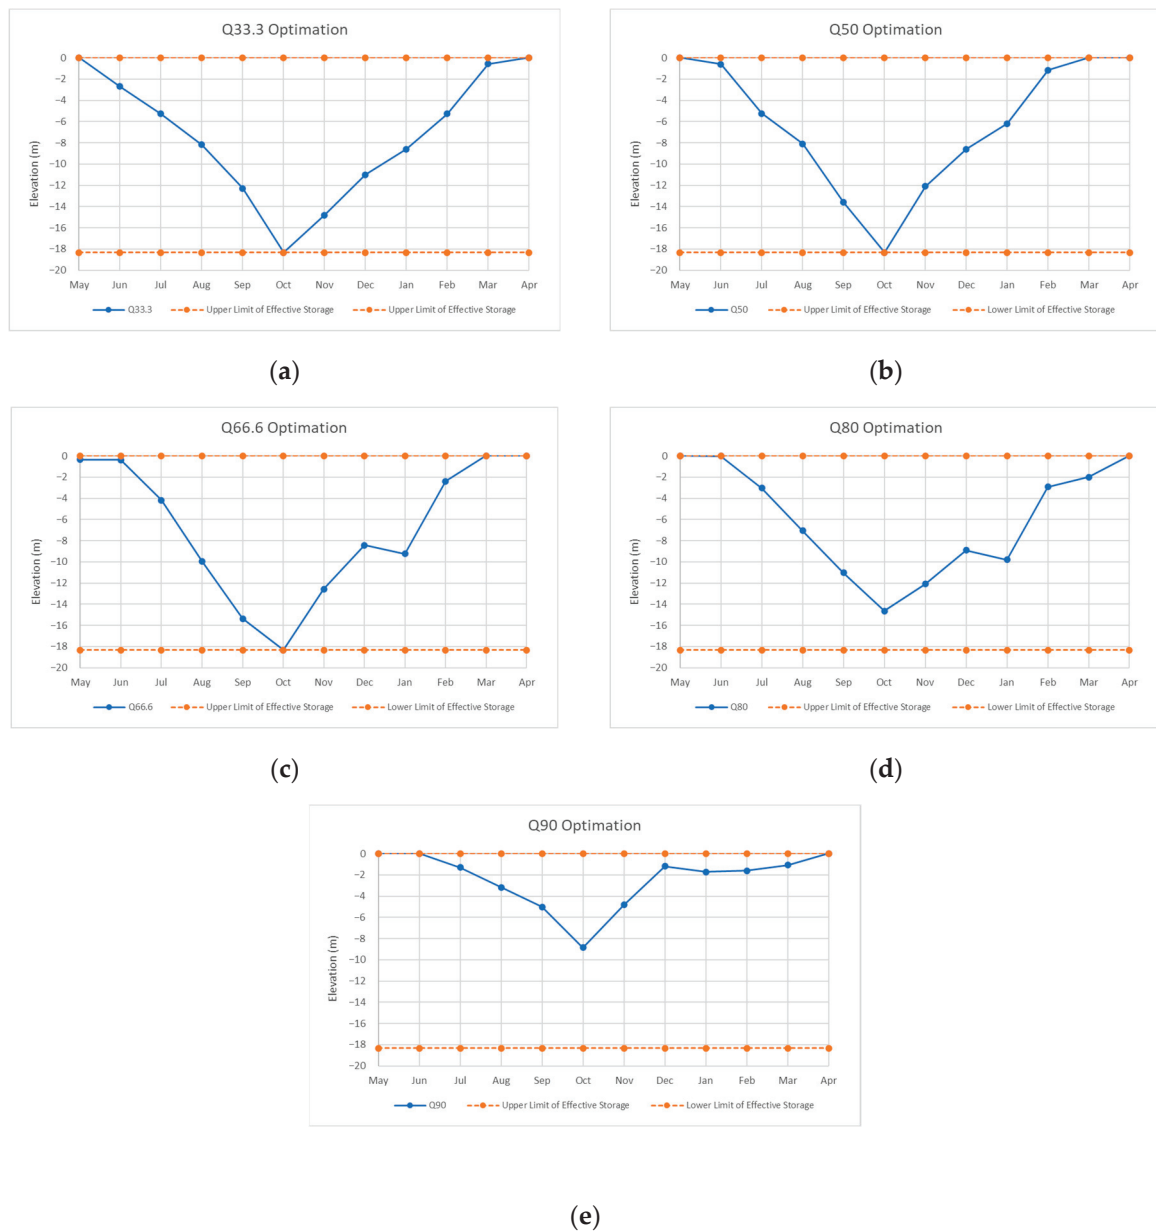 Q33.3 Optimation
Elevation (m)
0
−2
−4
−6
−8
−10
−12
−14
−16
−18
−20
May Jun Jul Aug Sep Oct Nov Dec Jan Feb Mar Apr
Q33.3 Upper Limit of Effective Storage Upper Limit of Effective Storage
(a)
Q50 Optimation
Elevation (m)
0
−2
−4
−6
−8
−10
−12
−14
−16
−18
−20
May Jun Jul Aug Sep Oct Nov Dec Jan Feb Mar Apr
Q50 Upper Limit of Effective Storage Lower Limit of Effective Storage
(b)
Q66.6 Optimation
Elevation (m)
0
−2
−4
−6
−8
−10
−12
−14
−16
−18
−20
May Jun Jul Aug Sep Oct Nov Dec Jan Feb Mar Apr
Q66.6 Upper Limit of Effective Storage Lower Limit of Effective Storage
(c)
Q80 Optimation
Elevation (m)
0
−2
−4
−6
−8
−10
−12
−14
−16
−18
−20
May Jun Jul Aug Sep Oct Nov Dec Jan Feb Mar Apr
Q80 Upper Limit of Effective Storage Lower Limit of Effective Storage
(d)
Q90 Optimation
Elevation (m)
0
−2
−4
−6
−8
−10
−12
−14
−16
−18
−20
May Jun Jul Aug Sep Oct Nov Dec Jan Feb Mar Apr
Q90 Upper Limit of Effective Storage Lower Limit of Effective Storage
(e)